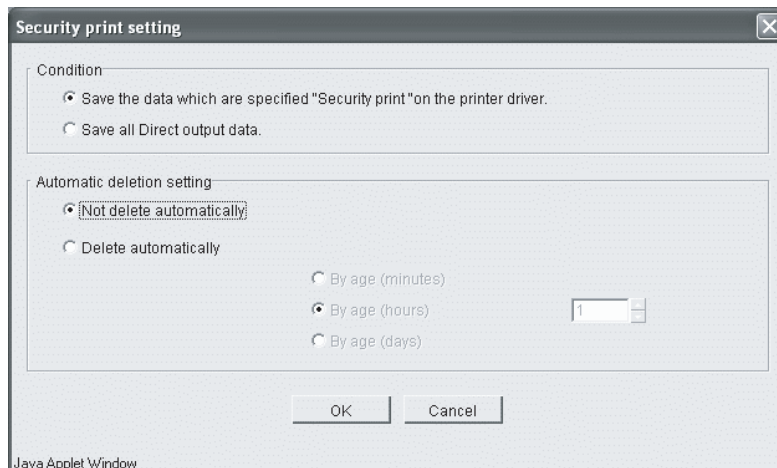 Security print setting
Condition
Save the data which are specified "Security print "on the printer driver.
Save all Direct output data.
Automatic deletion setting
Not delete automatically
Delete automatically
By age (minutes)
By age (hours)
1
By age (days)
OK
Cancel
Java Applet Window